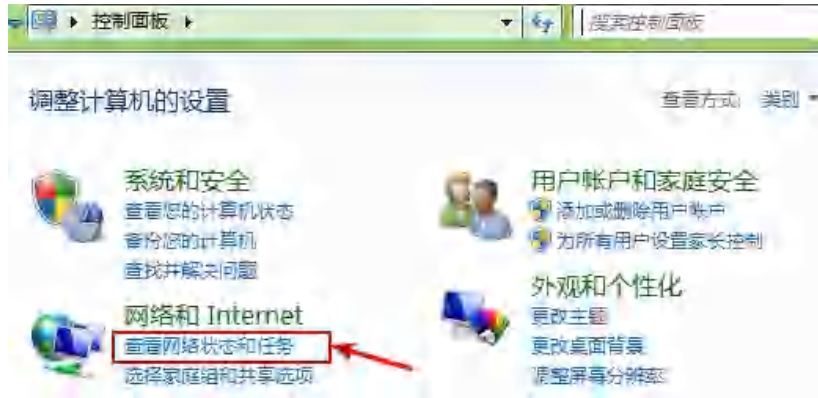 控制面板
搜索控制面板
调整计算机的设置
查看方式: 类别
系统和安全
查看您的计算机状态
备份您的计算机
查找并解决问题
网络和 Internet
查看网络状态和任务
选择家庭组和共享选项
用户帐户和家庭安全
添加或删除用户帐户
为所有用户设置家长控制
外观和个性化
更改主题
更改桌面背景
调整屏幕分辨率